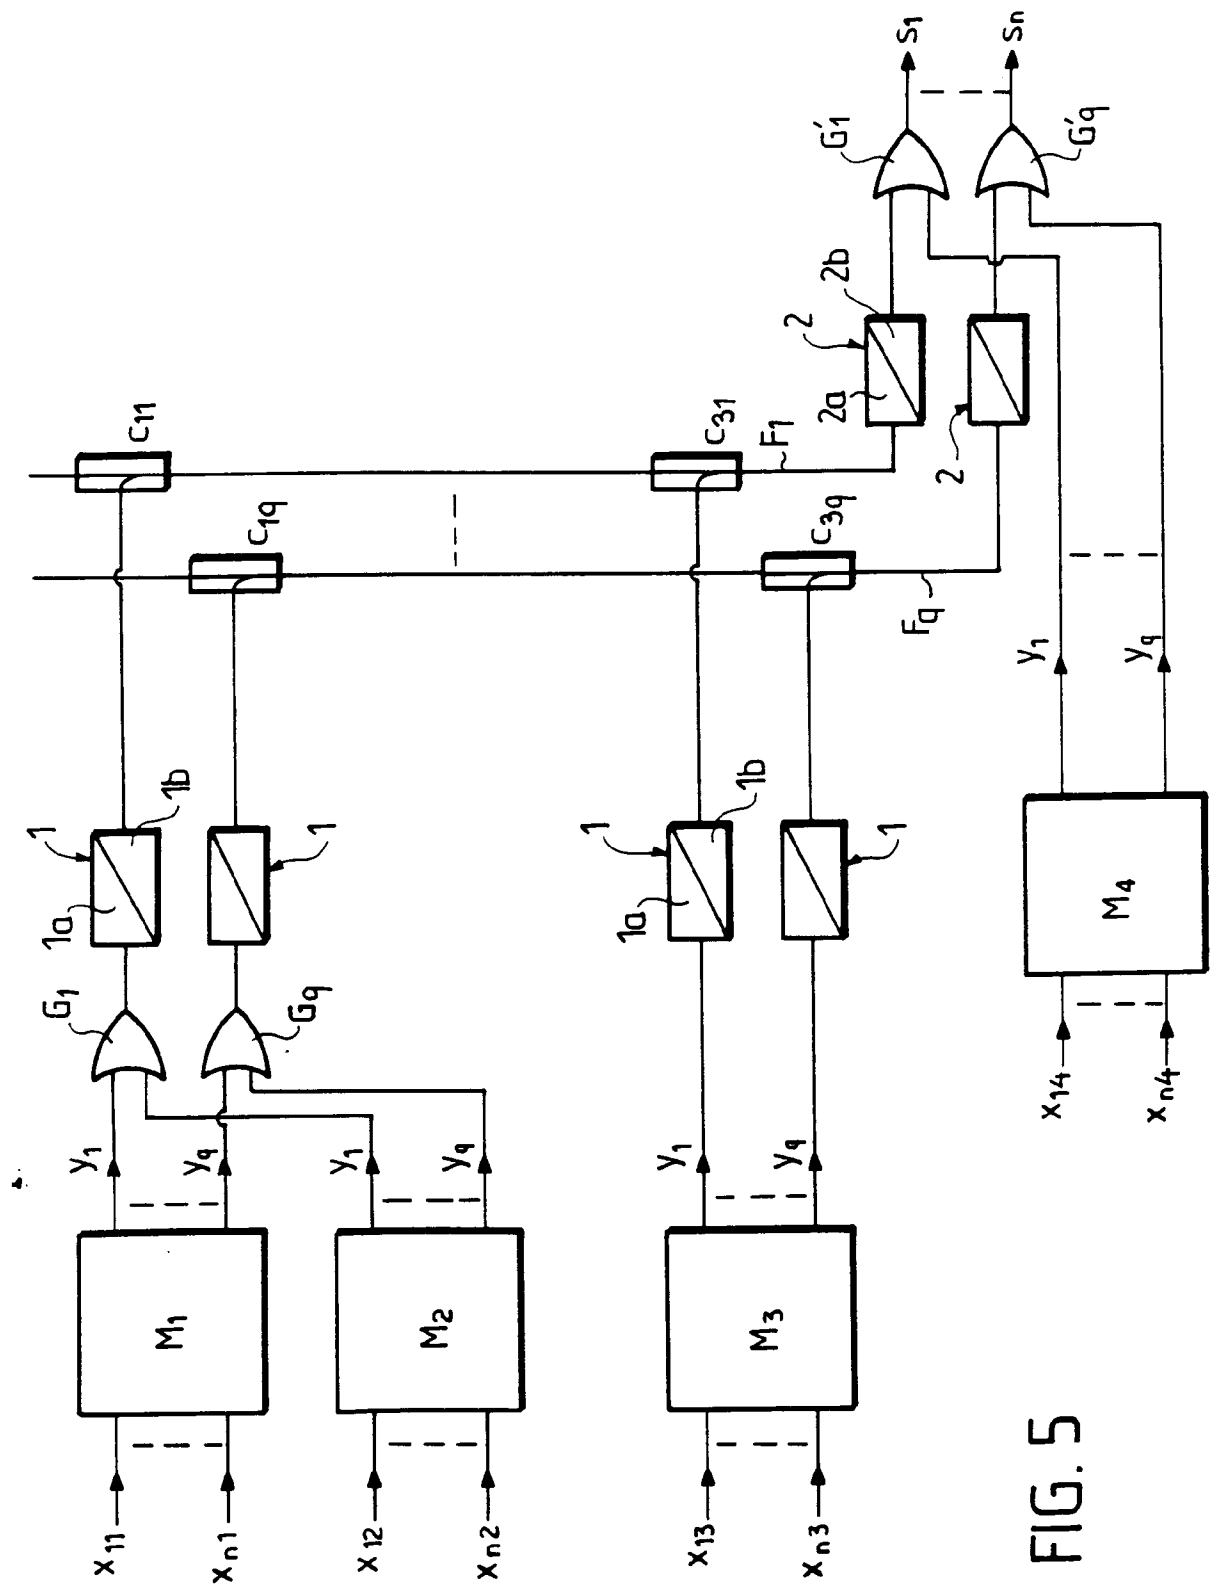 x11 y1 G1 1a 1 1b C11
xn1 yq Gq 1 C1q
x12 y1
xn2 yq
x13 y1 1a 1 1b C31
xn3 yq 1 C3q
M1
M2
M3
F1
Fq
2a 2 2b G'1 S1
2 G'q Sn
x14 y1
xn4 yq
M4
FIG. 5